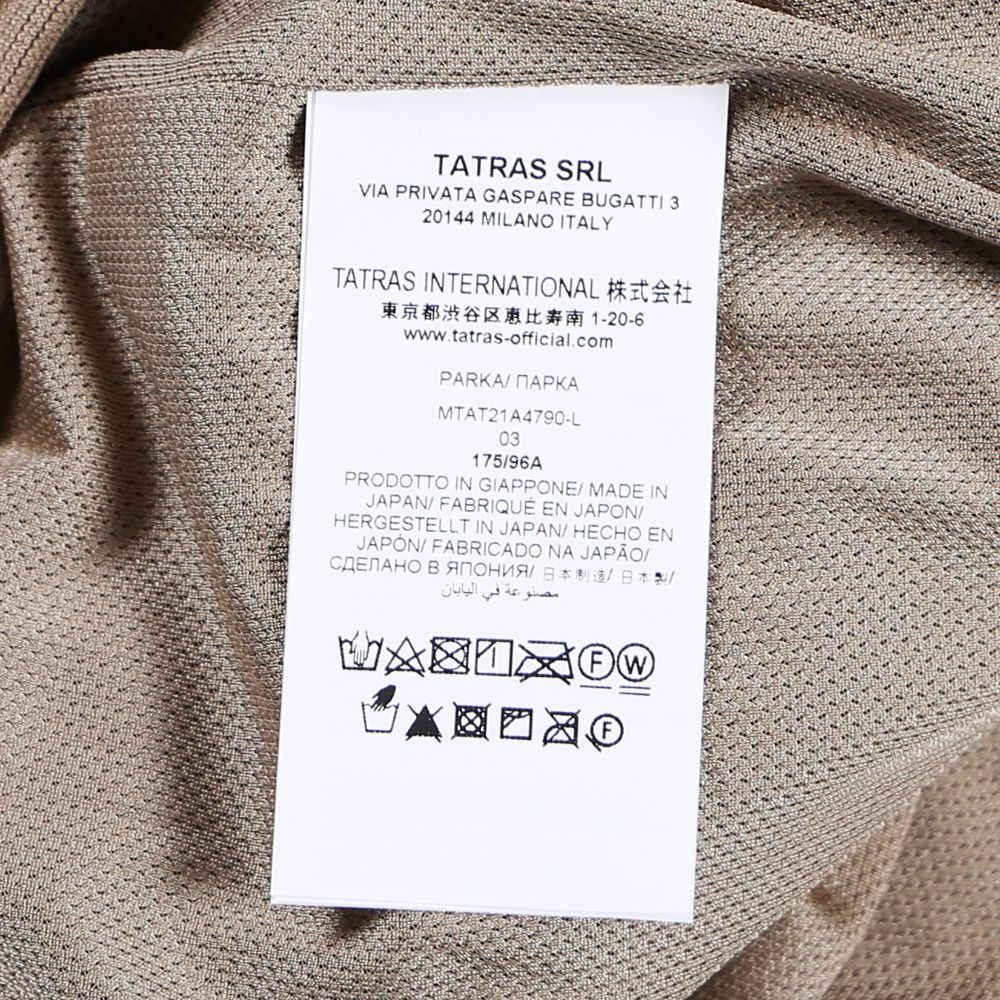 TATRAS SRL
VIA PRIVATA GASPARE BUGATTI 3
20144 MILANO ITALY
TATRAS INTERNATIONAL 株式会社
東京都渋谷区恵比寿南 1-20-6
www.tatras-official.com
PARKA/ ПАРКА
MTAT21A4790-L
03
175/96A
PRODOTTO IN GIAPPONE/ MADE IN
JAPAN/ FABRIQUÉ EN JAPON/
HERGESTELLT IN JAPAN/ HECHO EN
JAPÓN/ FABRICADO NA JAPÃO/
СДЕЛАНО В ЯПОНИЯ/ 日本制造/ 日本製/
مصنوعة في اليابان
F W
F